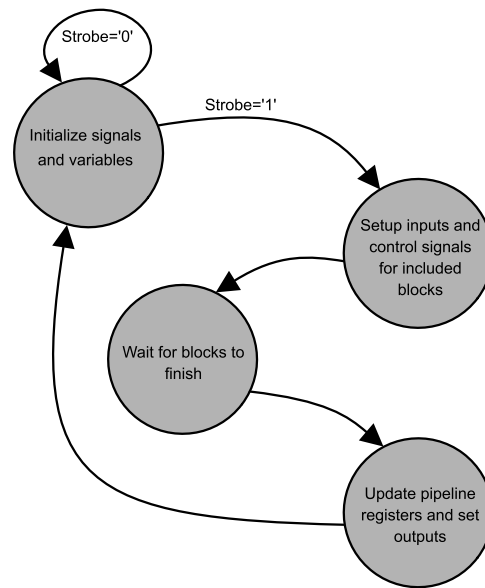 Strobe='0'
Strobe='1'
Initialize signals
and variables
Setup inputs and
control signals
for included
blocks
Wait for blocks to
finish
Update pipeline
registers and set
outputs